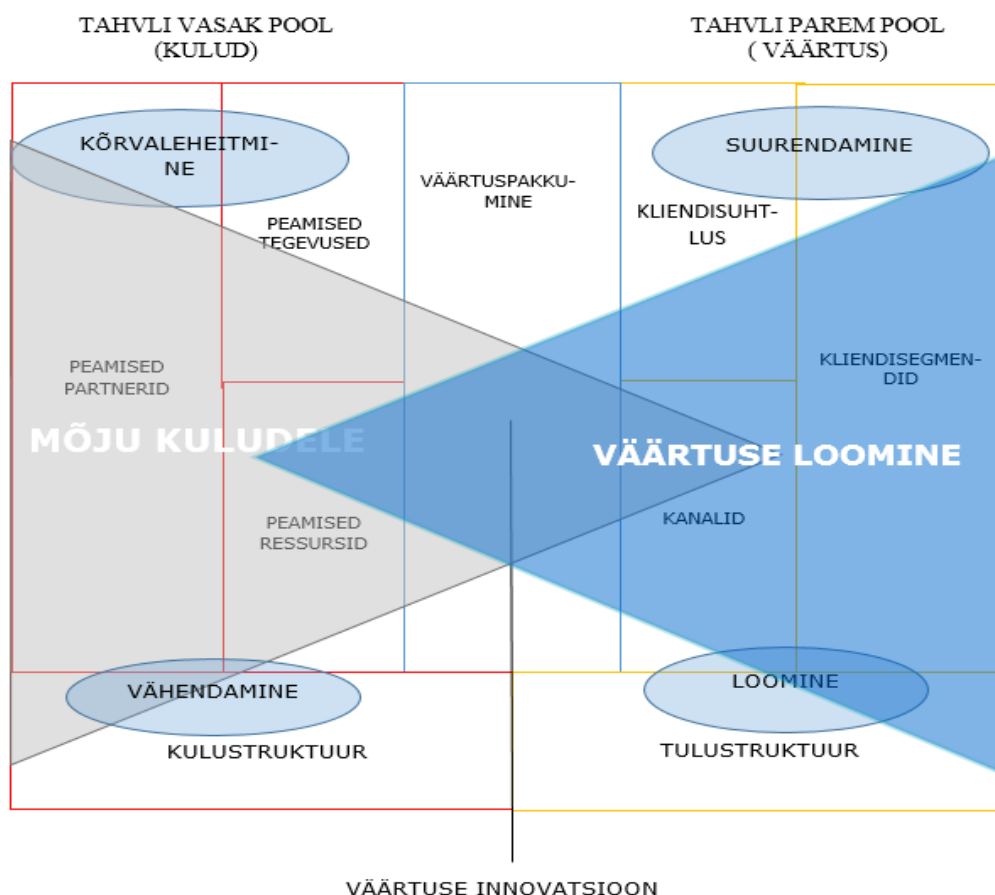 TAHVLI VASAK POOL
(KULUD)
TAHVLI PAREM POOL
( VÄÄRTUS)
KÕRVALEHEITMI-
NE
SUURENDAMINE
VÄÄRTUSPAKKU-
MINE
PEAMISED
TEGEVUSED
KLIENDISUHT-
LUS
PEAMISED
PARTNERID
KLIENDISEGMEN-
DID
MÕJU KULUDELE
VÄÄRTUSE LOOMINE
PEAMISED
RESSURSID
KANALID
VÄHENDAMINE
LOOMINE
KULUSTRUKTUUR
TULUSTRUKTUUR
VÄÄRTUSE INNOVATSIOON